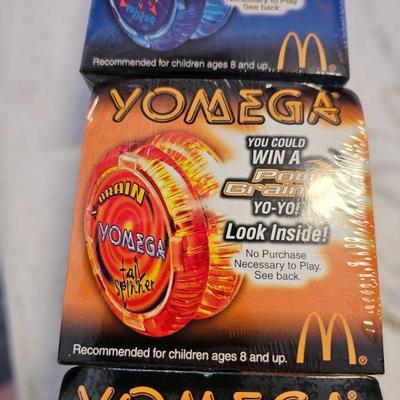 Necessary to Play.
See back.
Recommended for children ages 8 and up.
YOMEGA
YOU COULD
WIN A
Power
Brain
YO-YO!
Look Inside!
No Purchase
Necessary to Play.
See back.
BRAIN
YOMEGA
tail
spinner
Recommended for children ages 8 and up.
YOMEGA